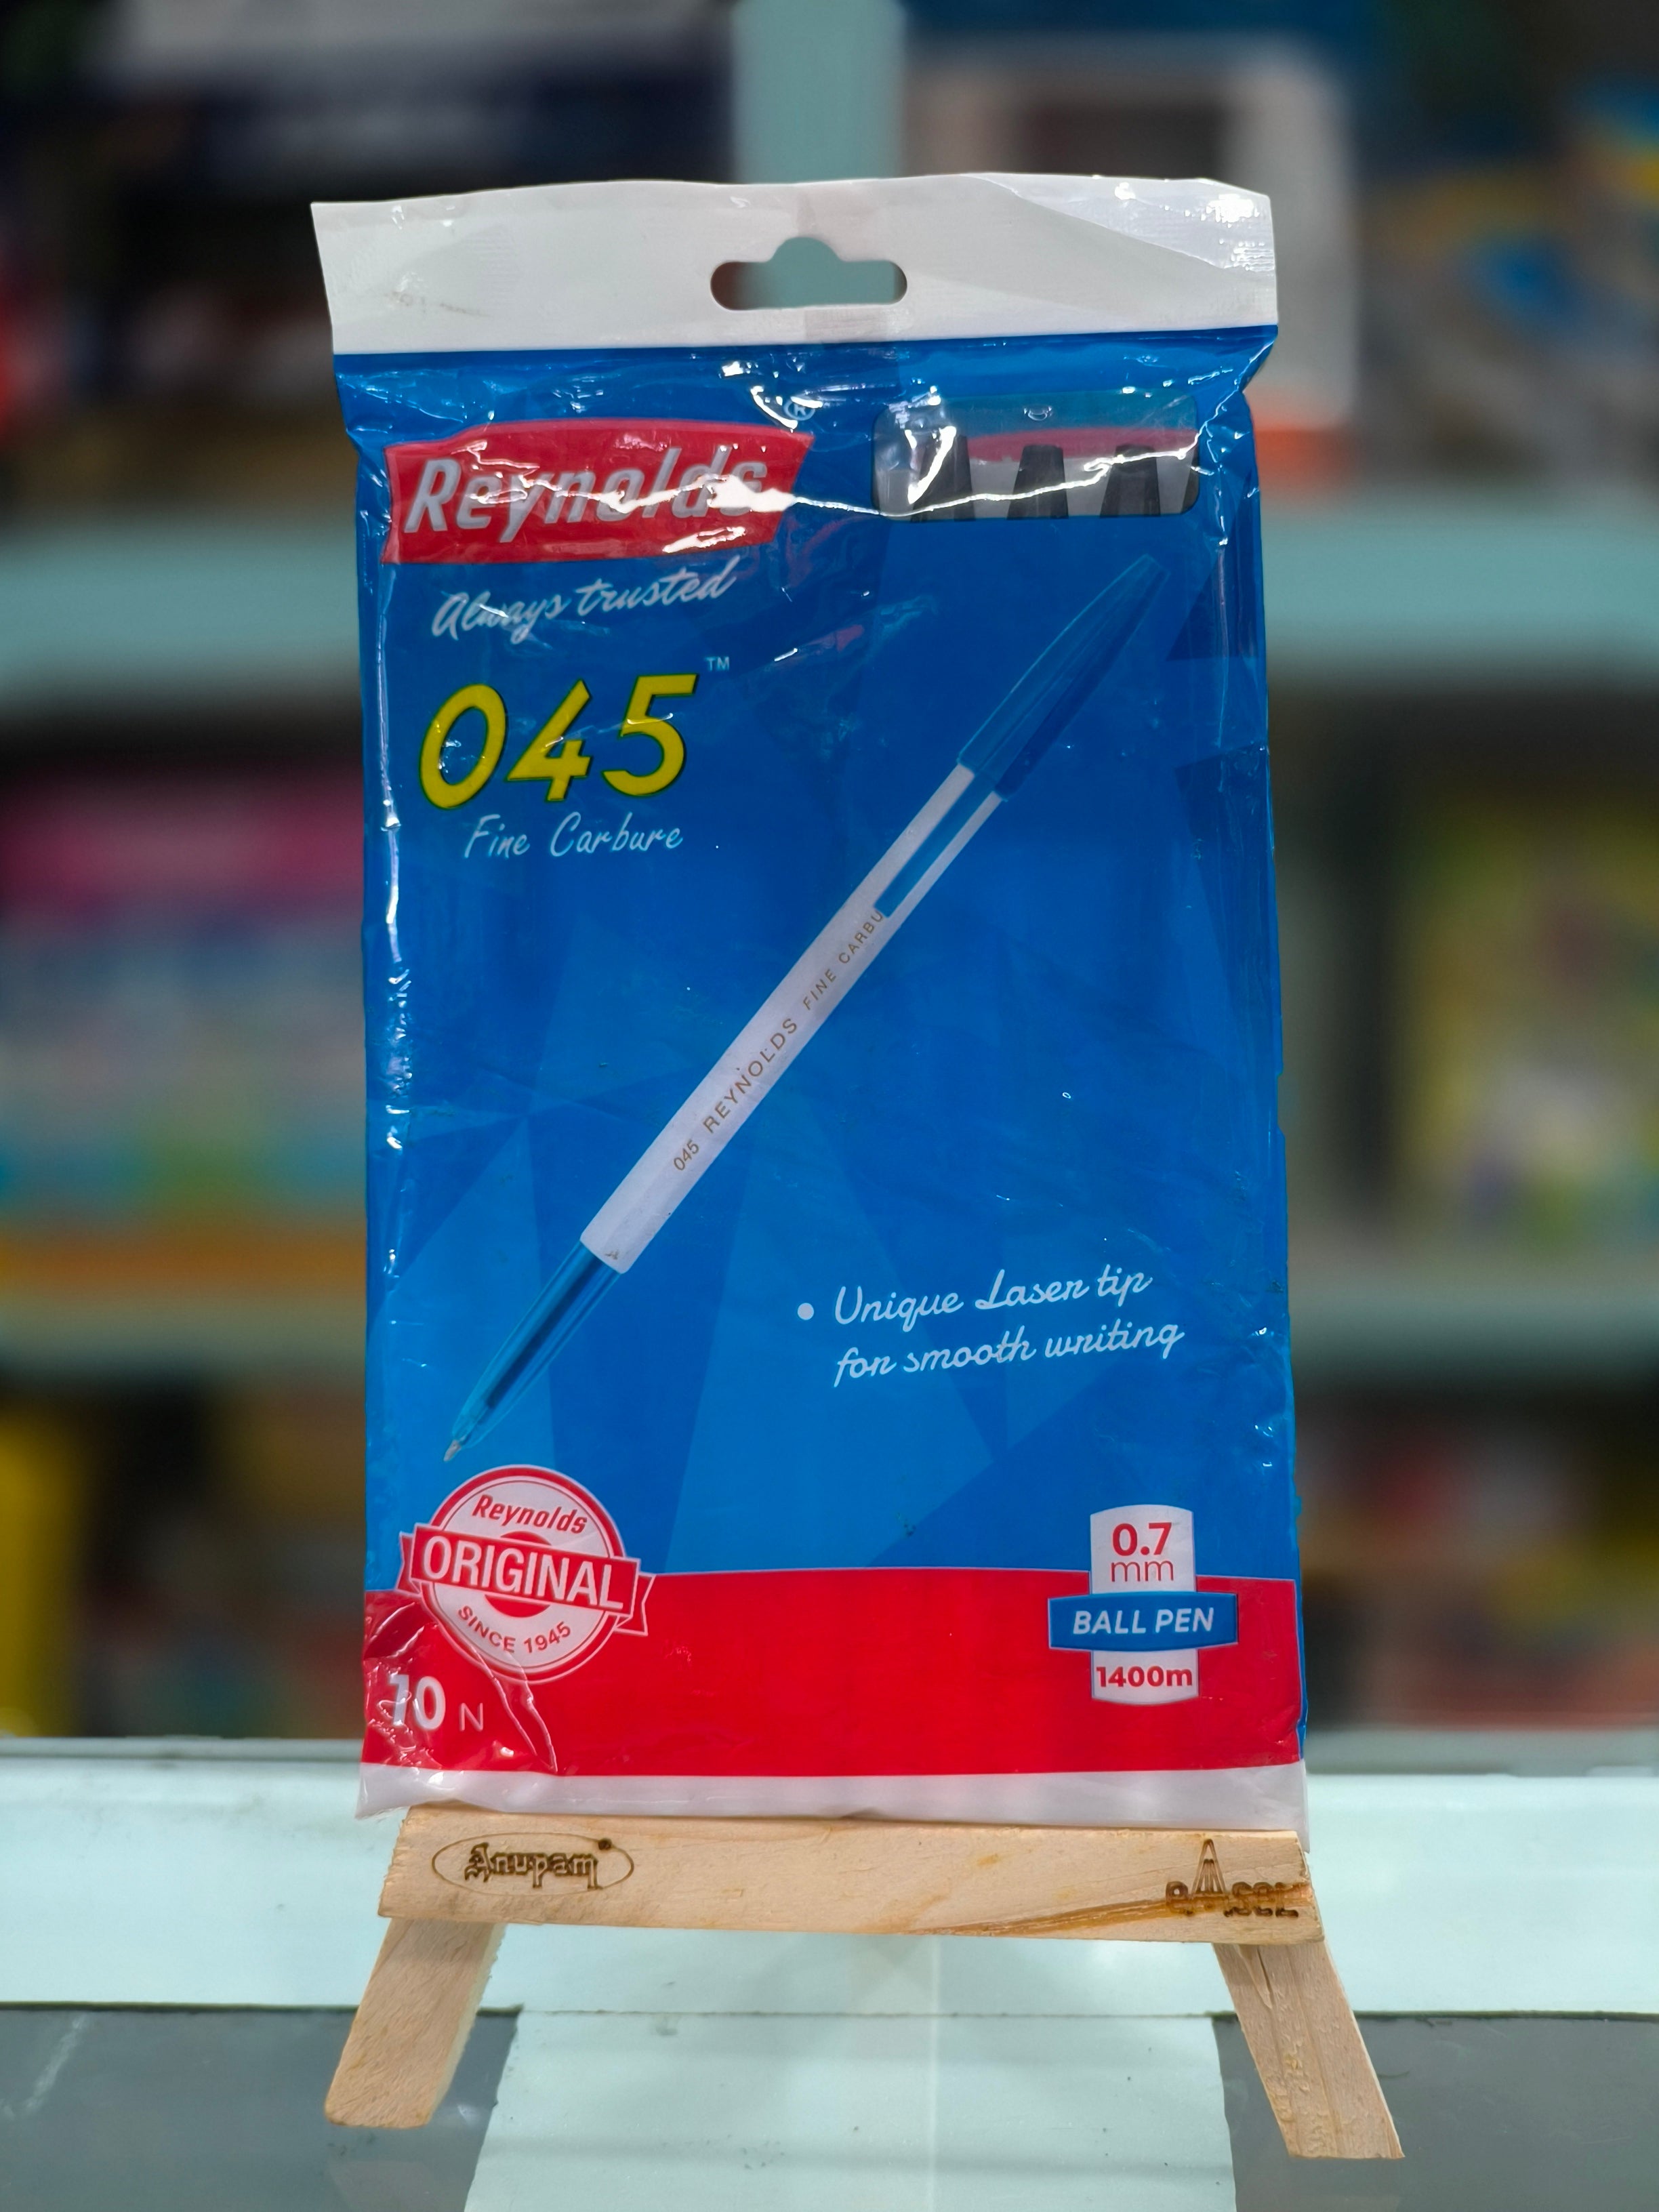 Reynolds®
Always trusted
045™
Fine Carbure
045 REYNOLDS FINE CARBU
• Unique Laser tip
for smooth writing
Reynolds
ORIGINAL
SINCE 1945
10 N
0.7
mm
BALL PEN
1400m
Anupam